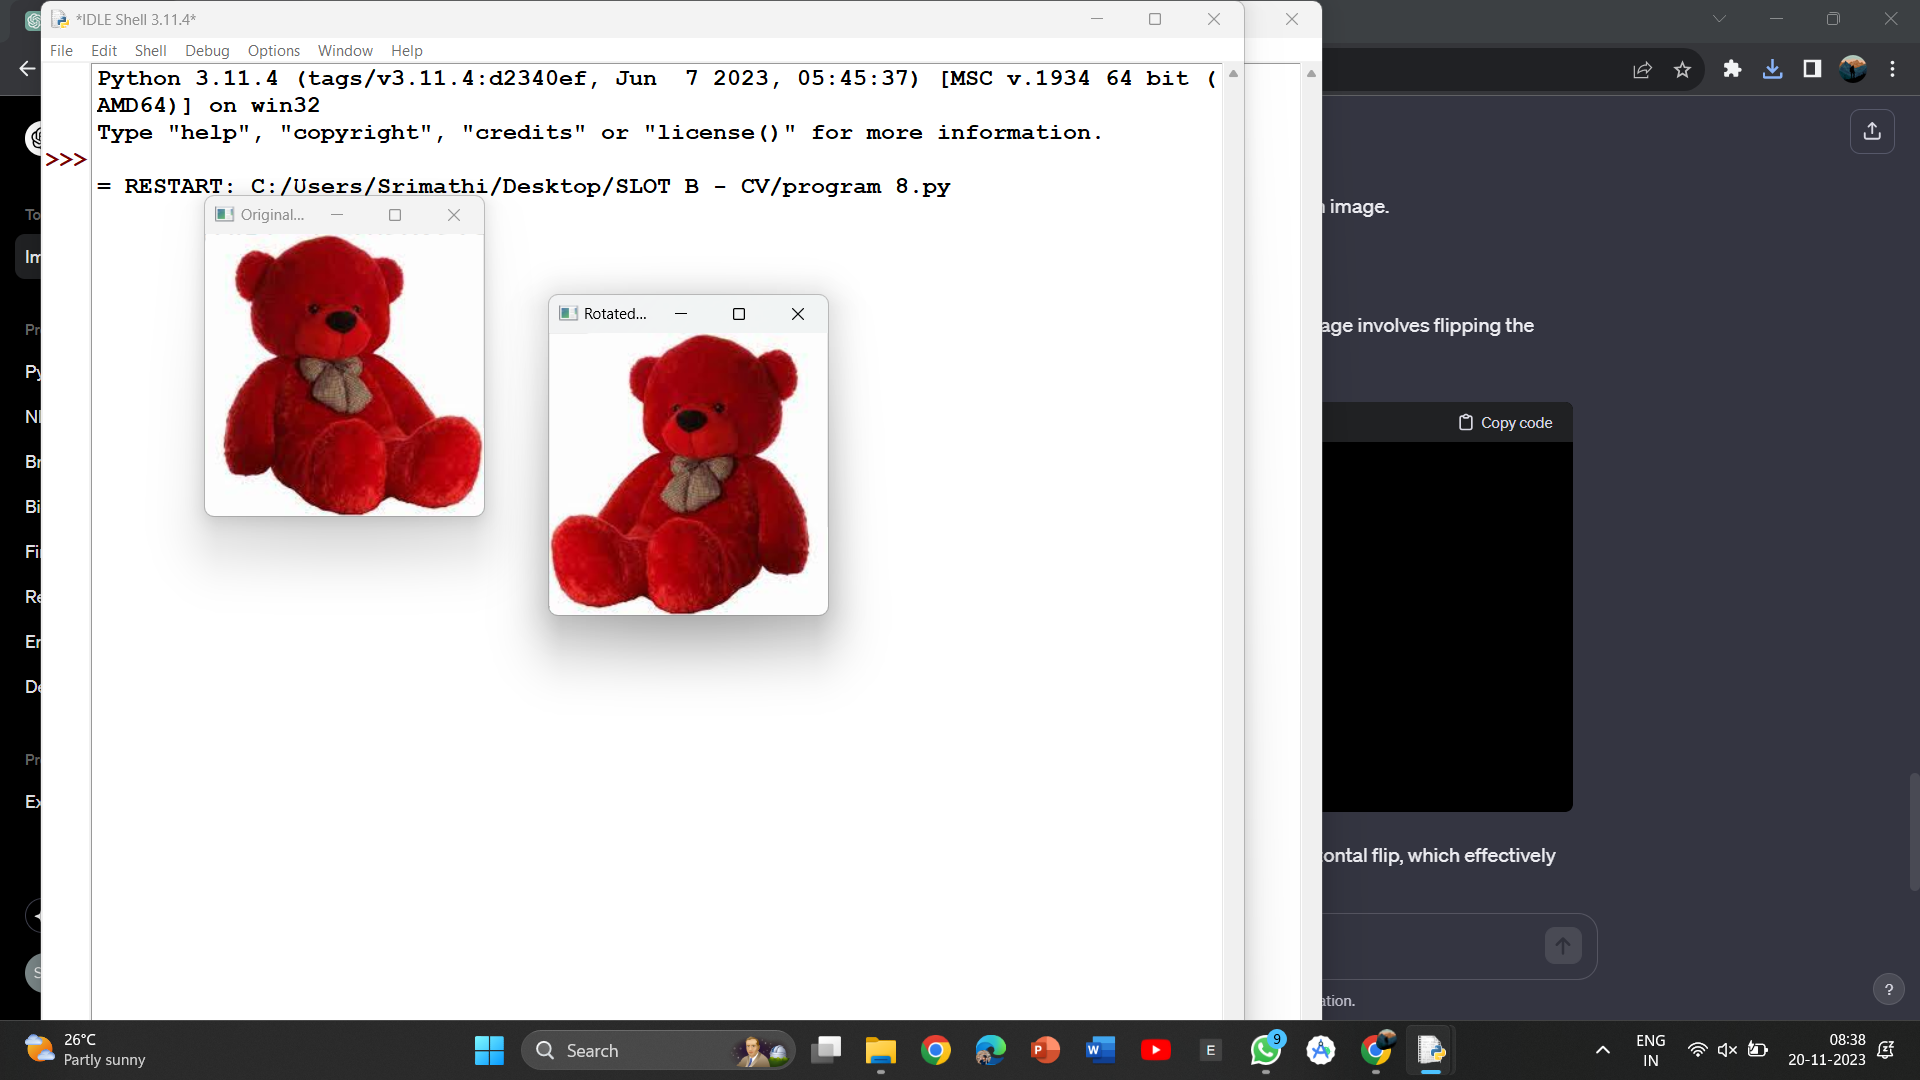 *IDLE Shell 3.11.4*
File Edit Shell Debug Options Window Help
Python 3.11.4 (tags/v3.11.4:d2340ef, Jun  7 2023, 05:45:37) [MSC v.1934 64 bit (
AMD64)] on win32
Type "help", "copyright", "credits" or "license()" for more information.
>>>
= RESTART: C:/Users/Srimathi/Desktop/SLOT B - CV/program 8.py
Original...
Rotated...
To
Im
Pr
Py
Br
Bi
Fi
Re
Er
De
Pr
Ex
image.
age involves flipping the
Copy code
ontal flip, which effectively
ation.
?
26°C
Partly sunny
Search
9
ENG
IN
08:38
20-11-2023